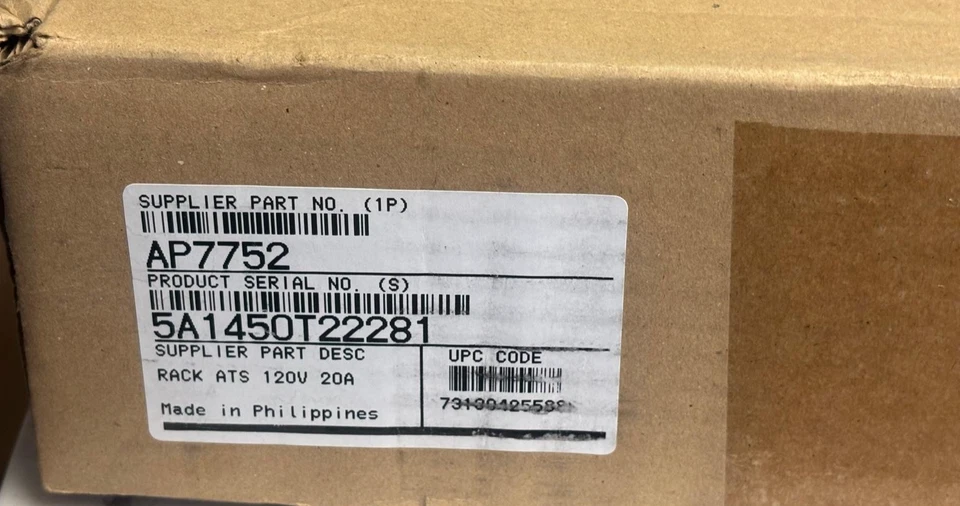 SUPPLIER PART NO. (1P)
AP7752
PRODUCT SERIAL NO. (S)
5A1450T22281
SUPPLIER PART DESC
RACK ATS 120V 20A
Made in Philippines
UPC CODE